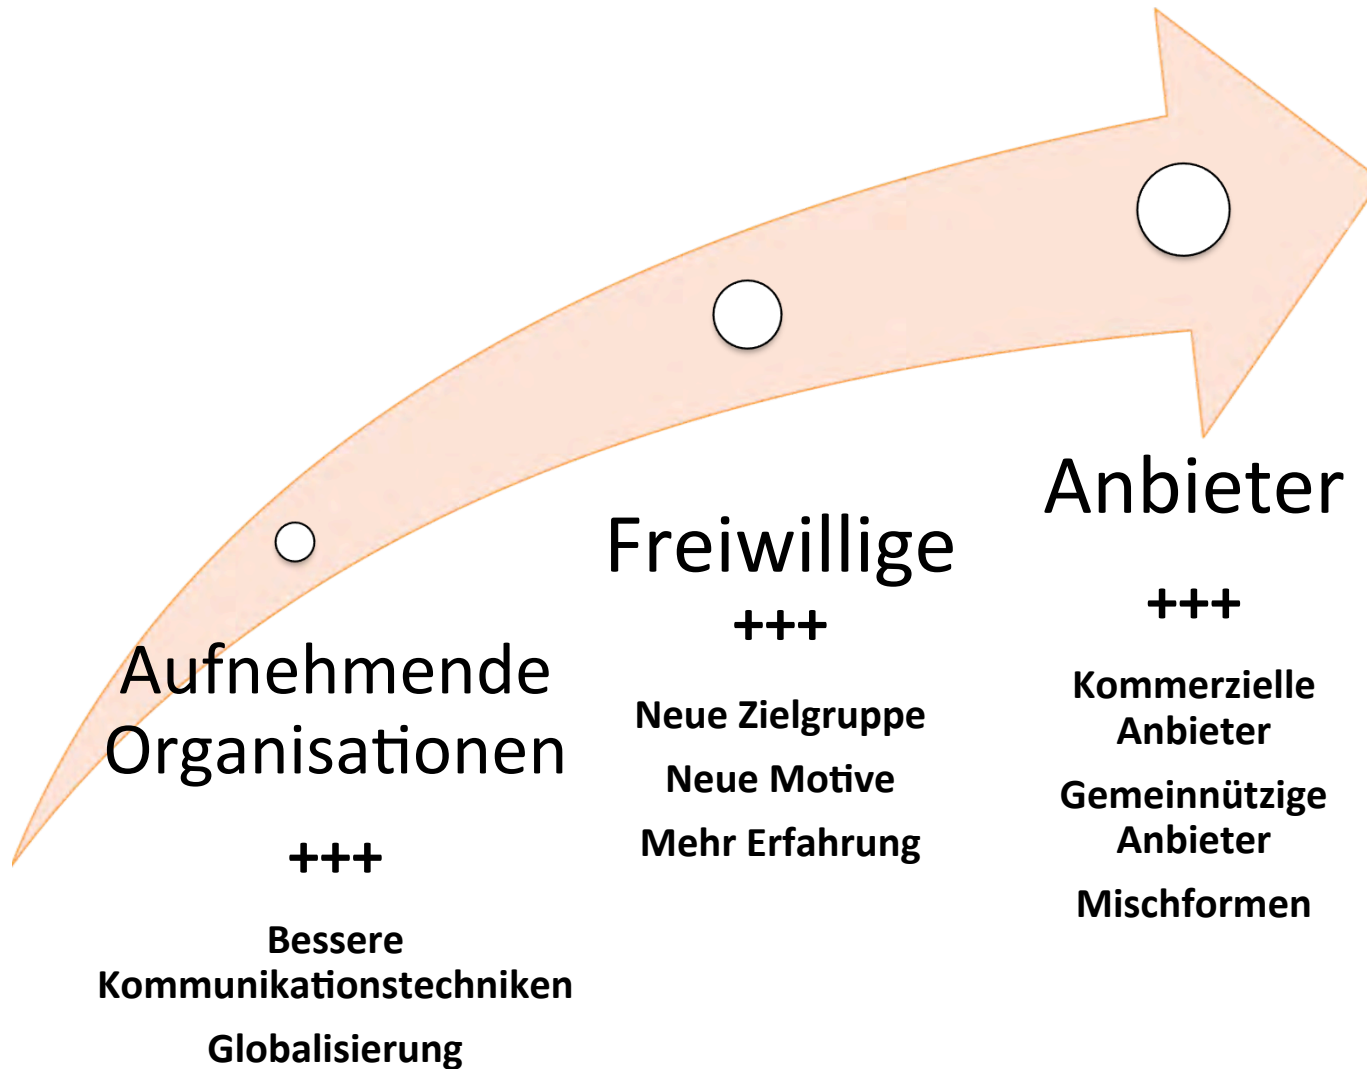 Aufnehmende
Organisationen
+++
Bessere
Kommunikationstechniken
Globalisierung
Freiwillige
+++
Neue Zielgruppe
Neue Motive
Mehr Erfahrung
Anbieter
+++
Kommerzielle
Anbieter
Gemeinnützige
Anbieter
Mischformen